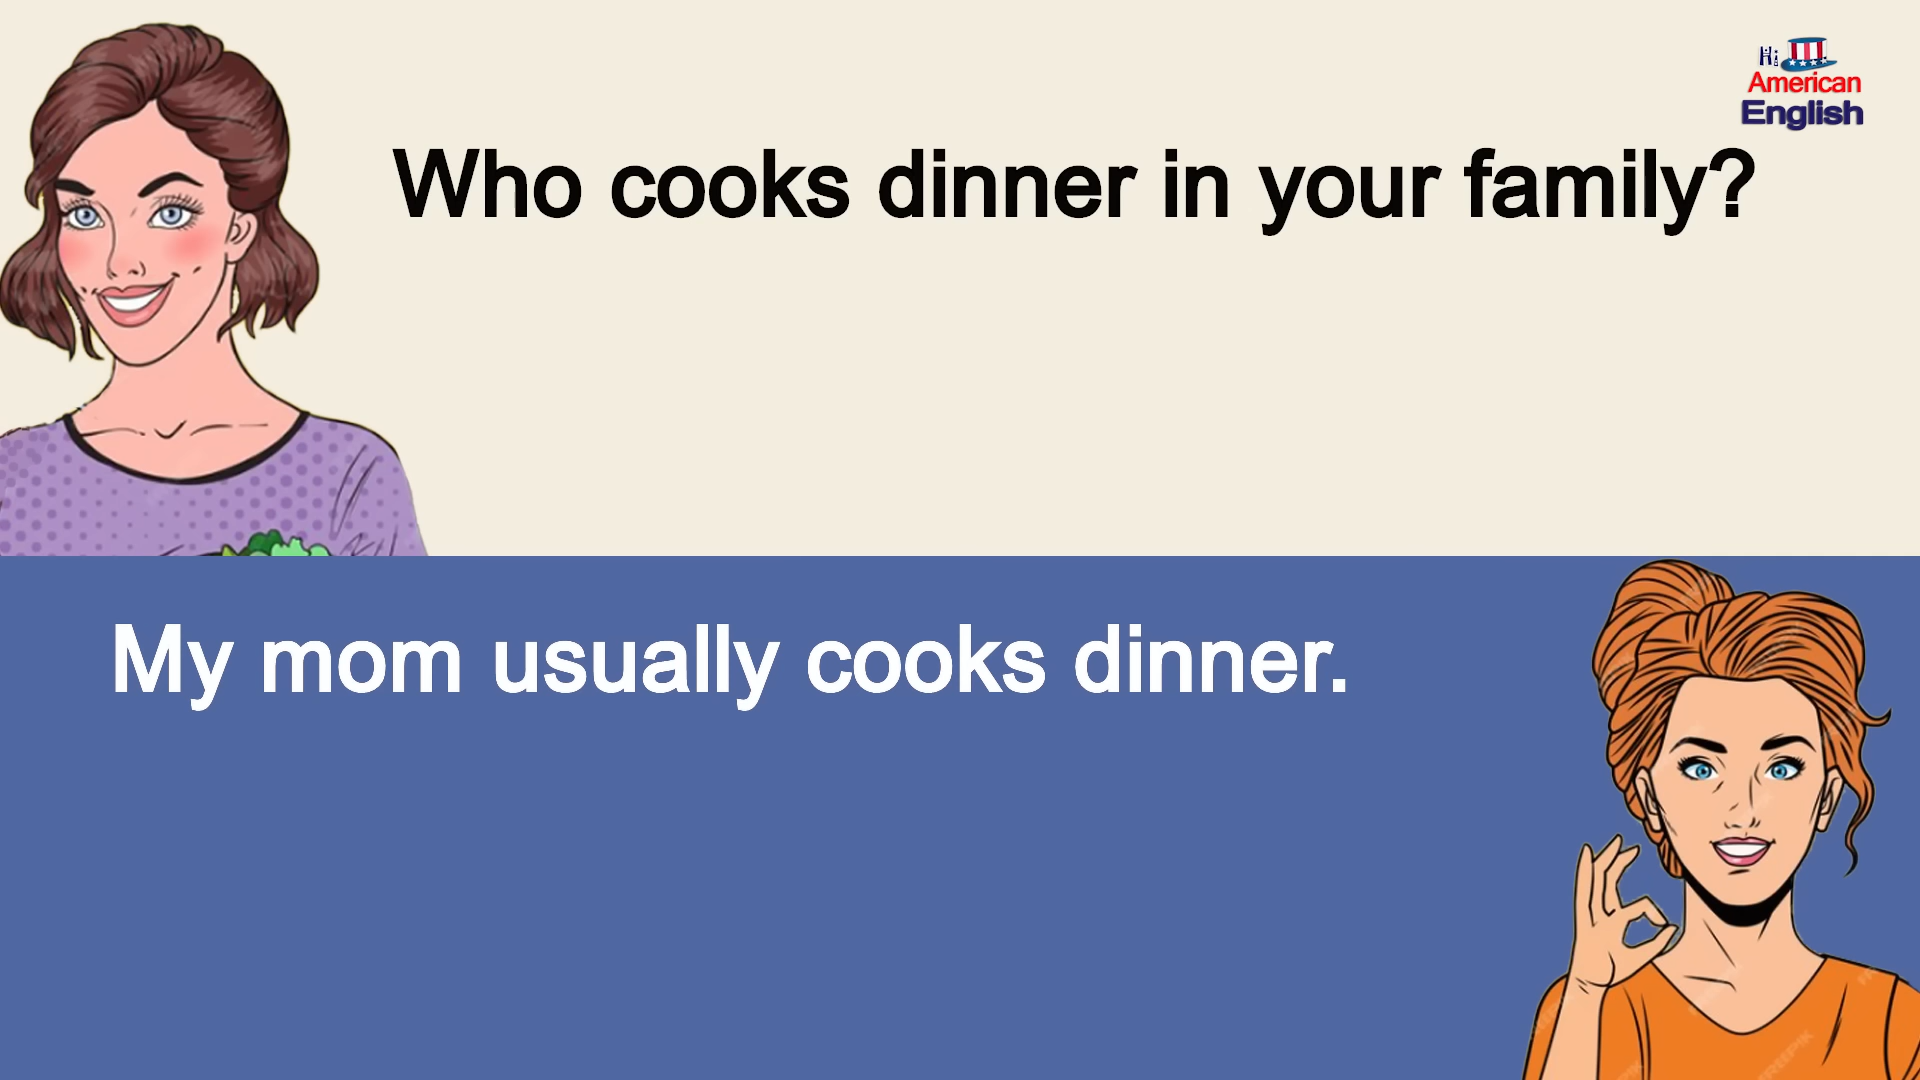 Hi
American
English
Who cooks dinner in your family?
My mom usually cooks dinner.